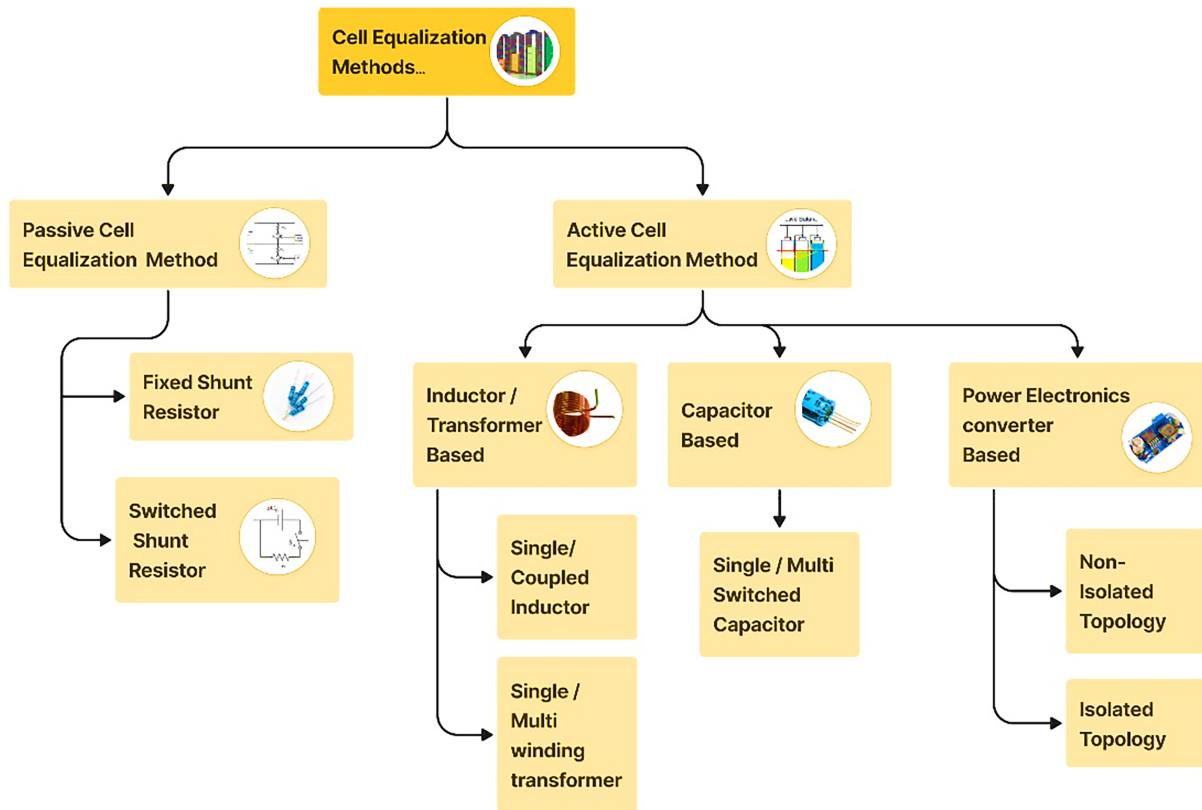 Cell Equalization
Methods...
Passive Cell
Equalization Method
Active Cell
Equalization Method
Fixed Shunt
Resistor
Switched
Shunt
Resistor
Inductor /
Transformer
Based
Capacitor
Based
Power Electronics
converter
Based
Single/
Coupled
Inductor
Single /
Multi
winding
transformer
Single / Multi
Switched
Capacitor
Non-
Isolated
Topology
Isolated
Topology